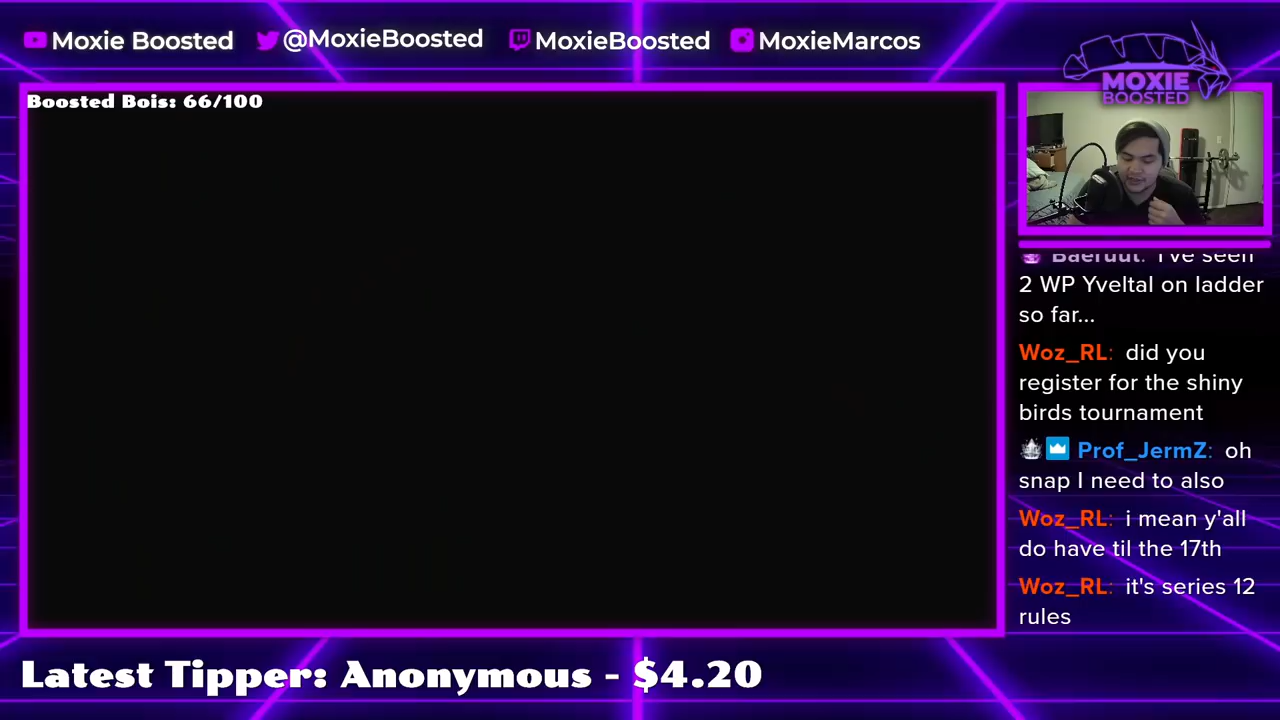 Moxie Boosted @MoxieBoosted MoxieBoosted MoxieMarcos
MOXIE
BOOSTED
Boosted Bois: 66/100
Baeruut: I've seen
2 WP Yveltal on ladder
so far...
Woz_RL: did you
register for the shiny
birds tournament
Prof_JermZ: oh
snap I need to also
Woz_RL: i mean y'all
do have til the 17th
Woz_RL: it's series 12
rules
Latest Tipper: Anonymous - $4.20